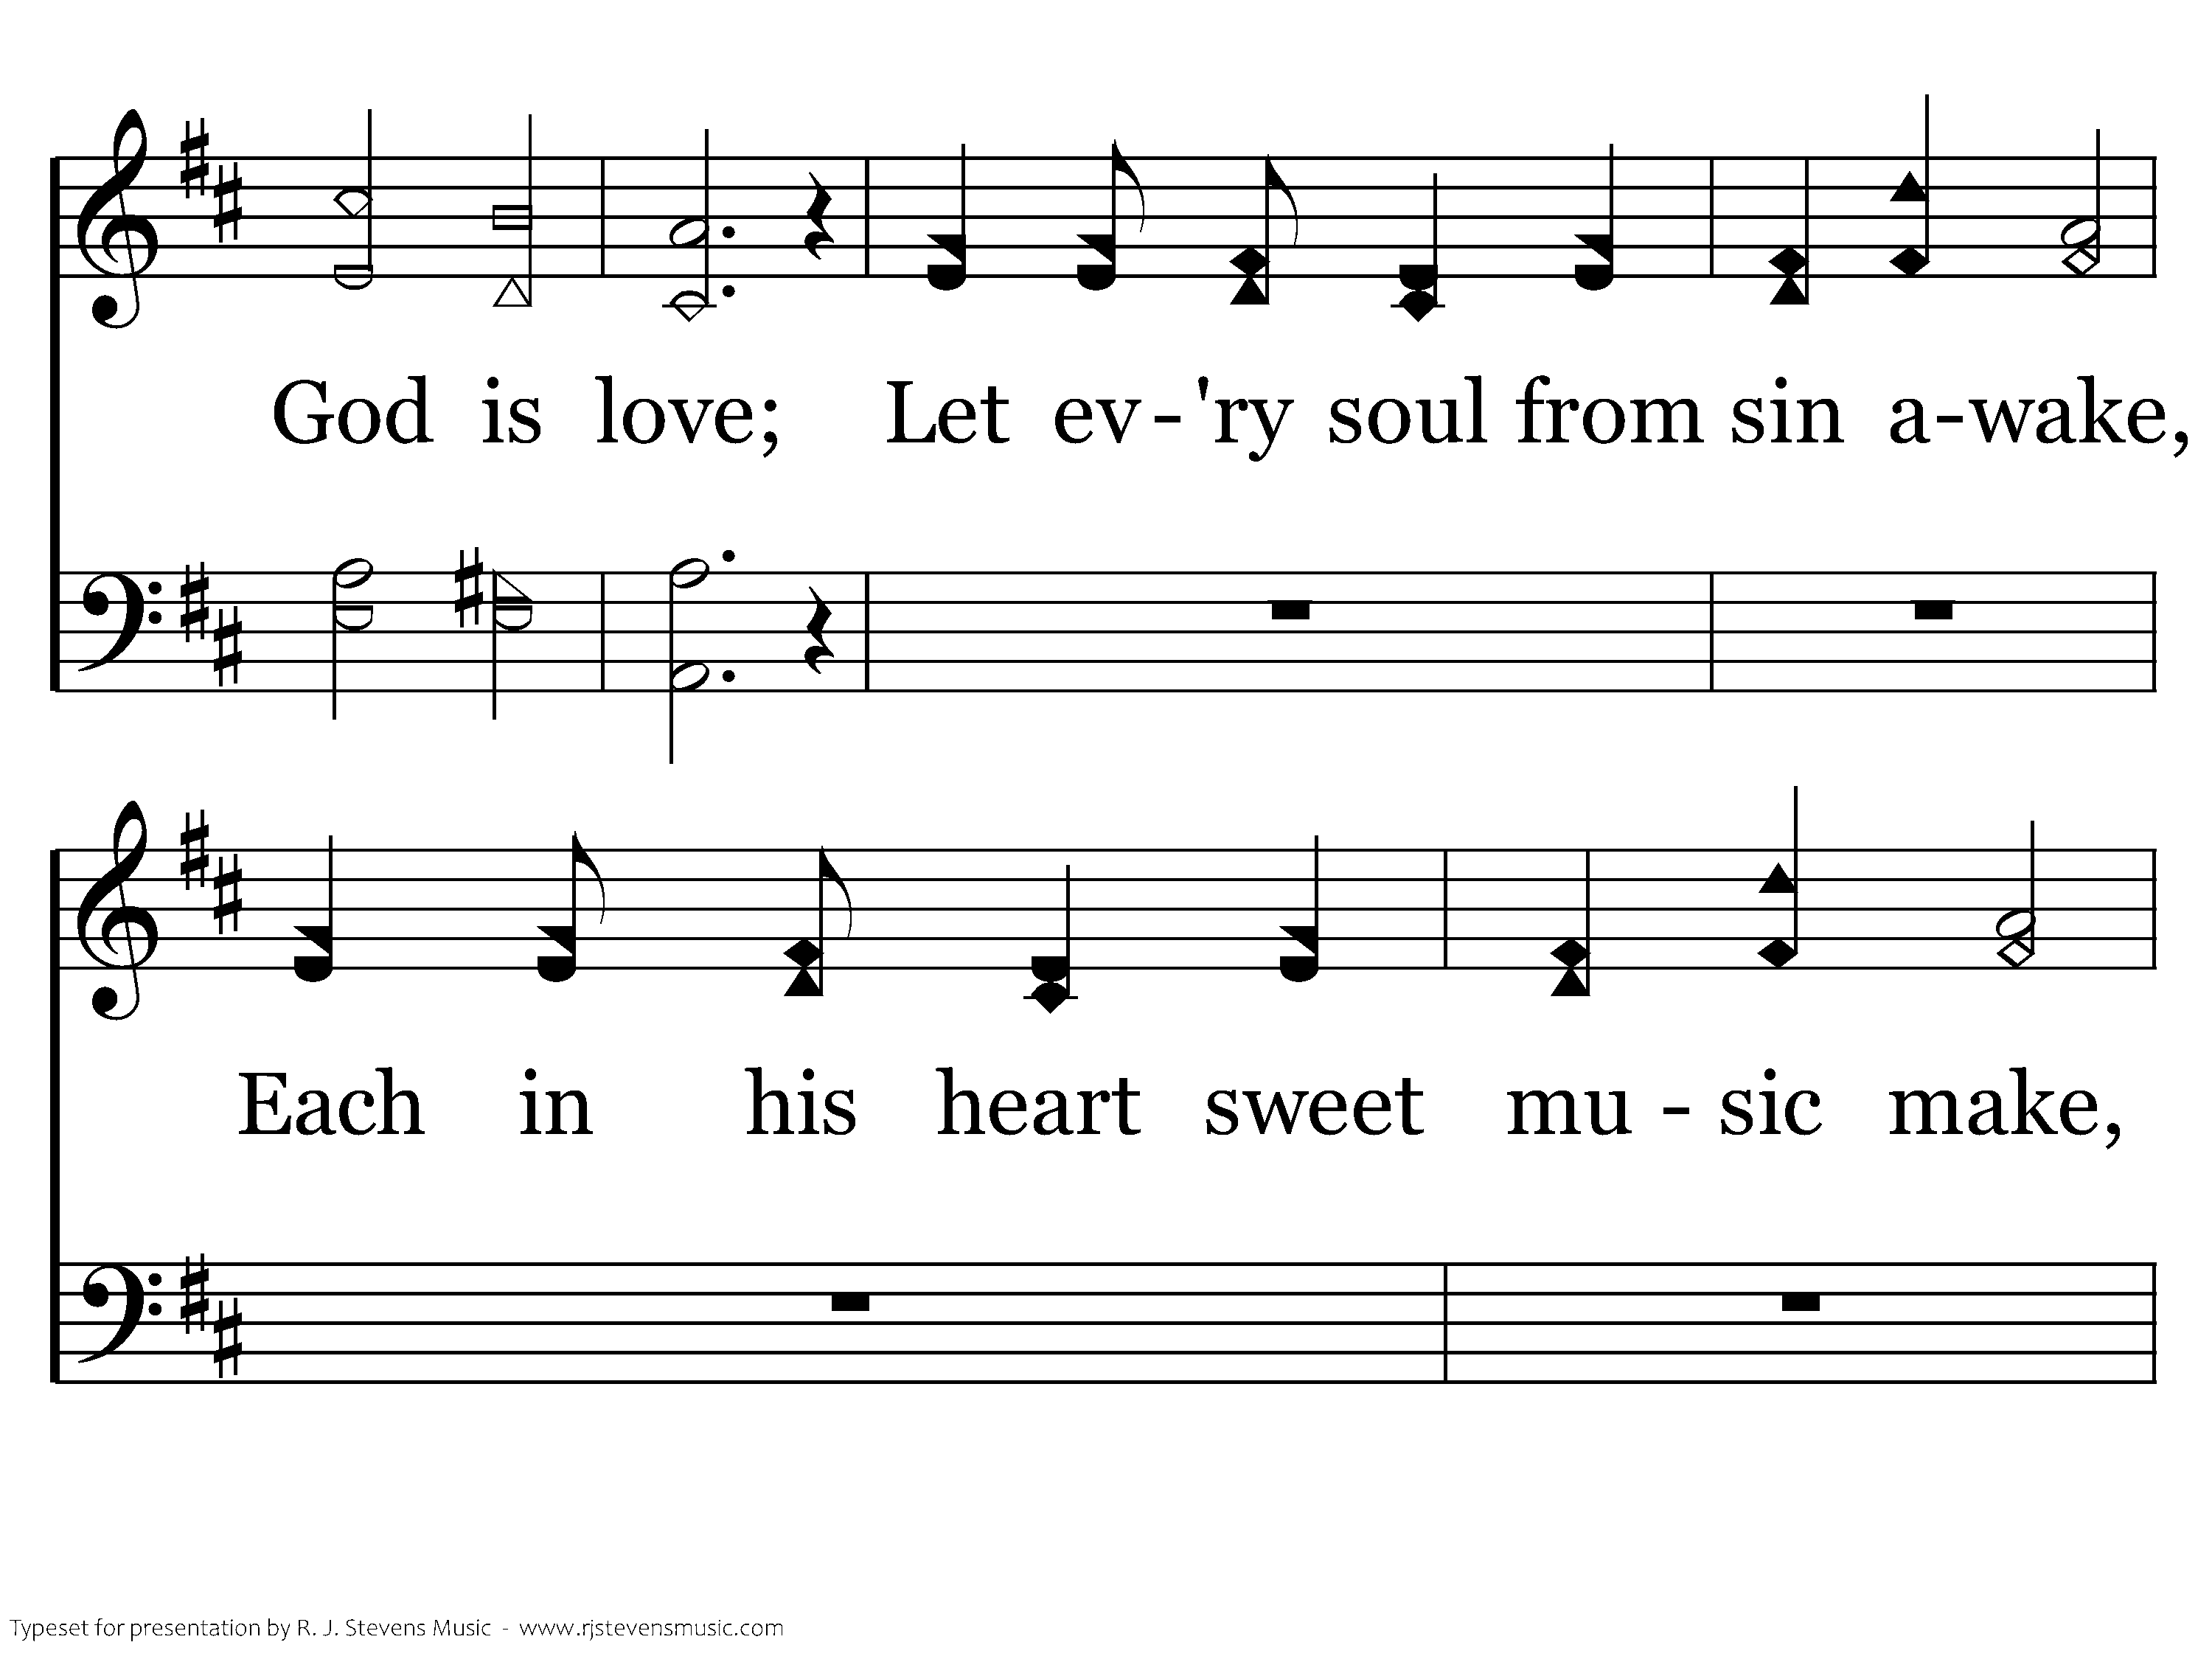 God is love; Let ev-'ry soul from sin a-wake,
Each in his heart sweet mu - sic make,
Typeset for presentation by R. J. Stevens Music - www.rjstevensmusic.com